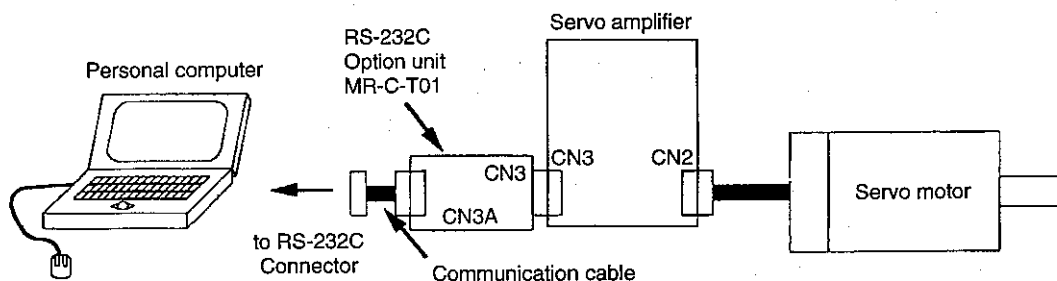 Servo amplifier
RS-232C
Option unit
MR-C-T01
Personal computer
CN3
CN3
CN2
CN3A
Servo motor
to RS-232C
Connector
Communication cable